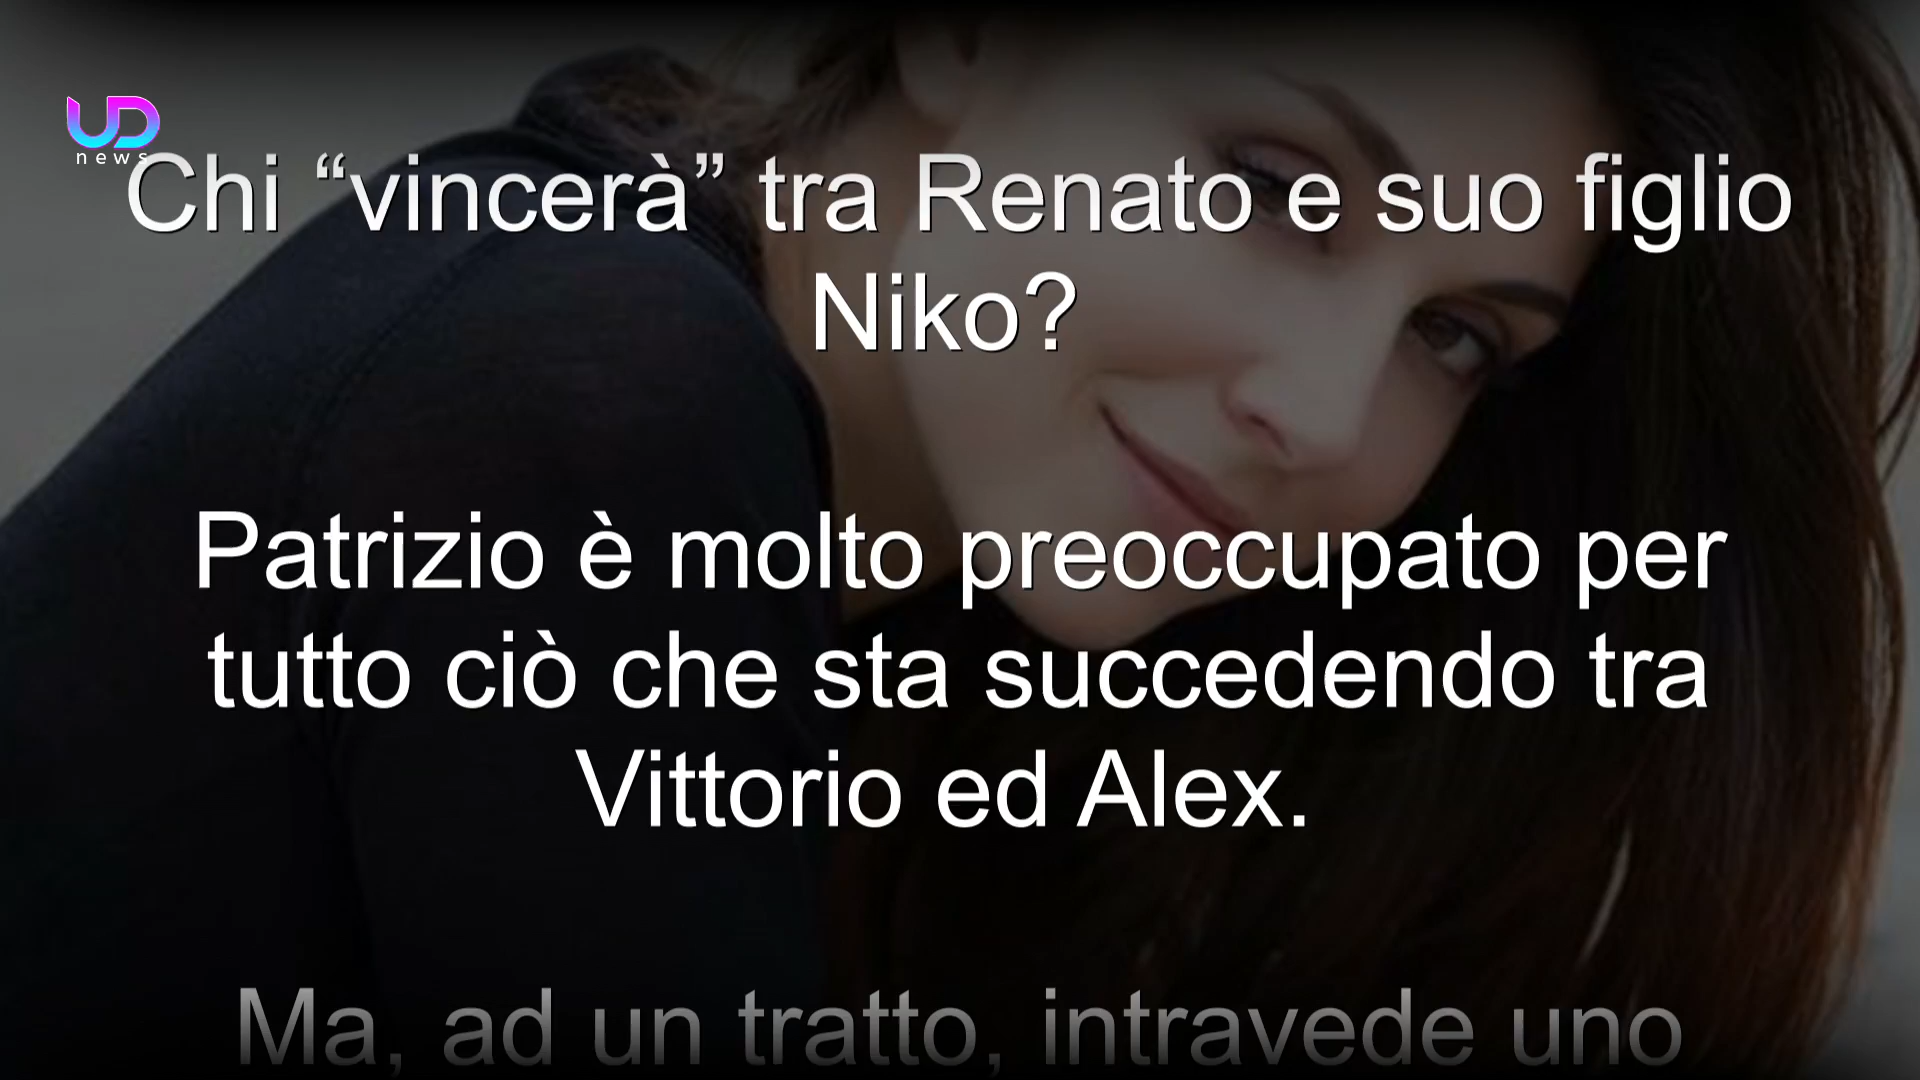 UD
news
Chi “vincerà” tra Renato e suo figlio
Niko?
Patrizio è molto preoccupato per
tutto ciò che sta succedendo tra
Vittorio ed Alex.
Ma, ad un tratto, intravede uno